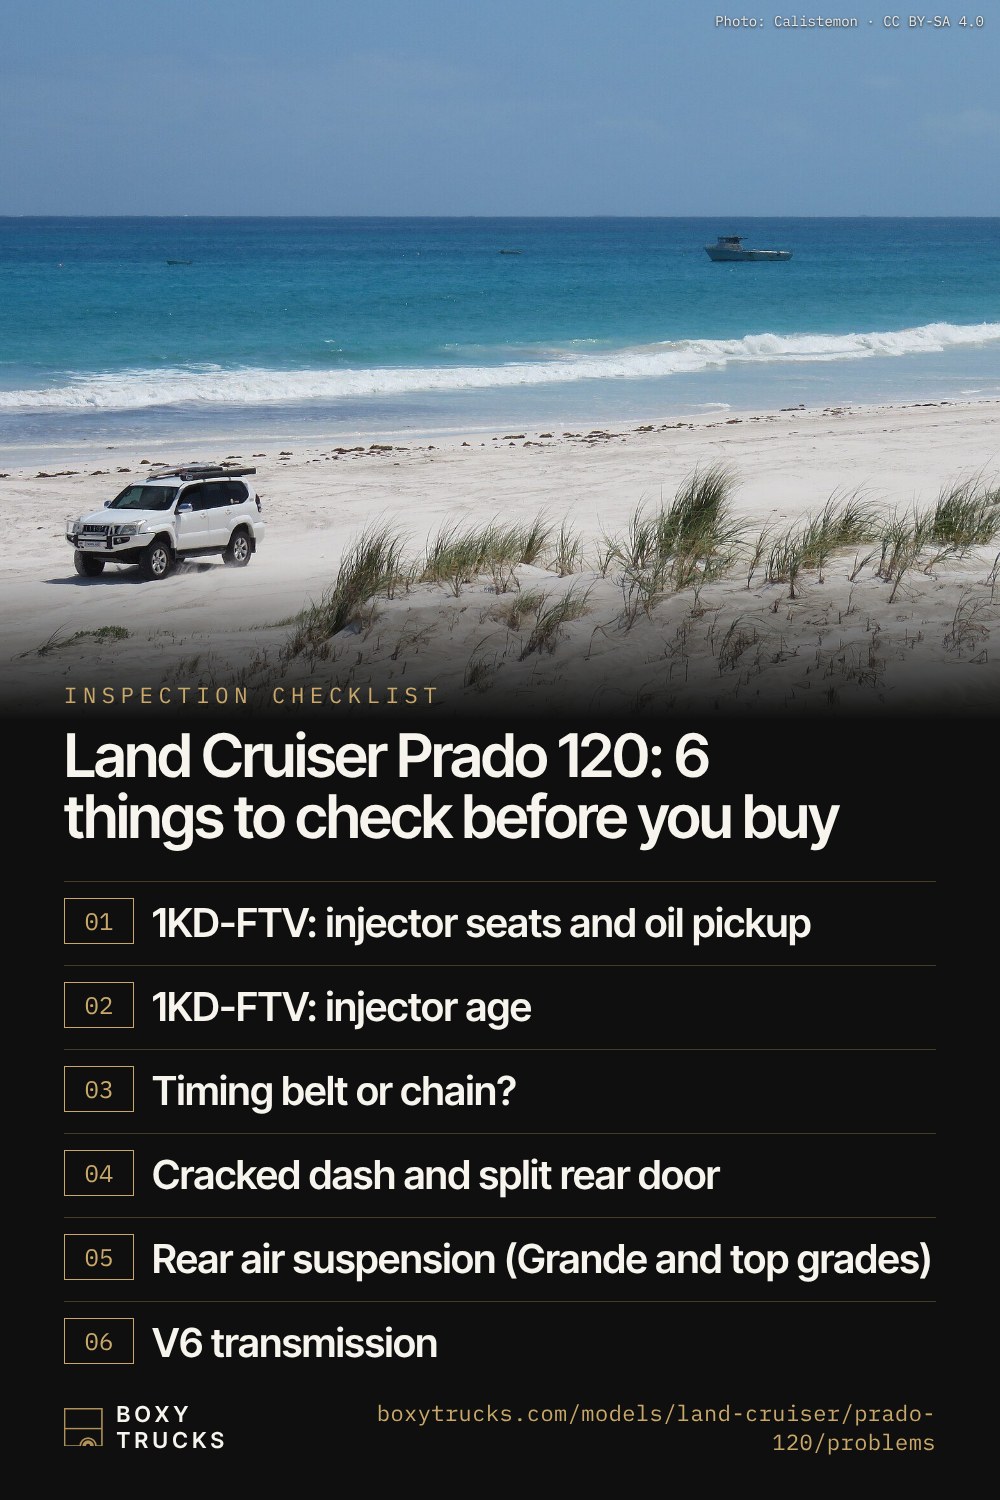 Photo: Calistemon · CC BY-SA 4.0
INSPECTION CHECKLIST
Land Cruiser Prado 120: 6
things to check before you buy
01 1KD-FTV: injector seats and oil pickup
02 1KD-FTV: injector age
03 Timing belt or chain?
04 Cracked dash and split rear door
05 Rear air suspension (Grande and top grades)
06 V6 transmission
BOXY
TRUCKS
boxytrucks.com/models/land-cruiser/prado-
120/problems